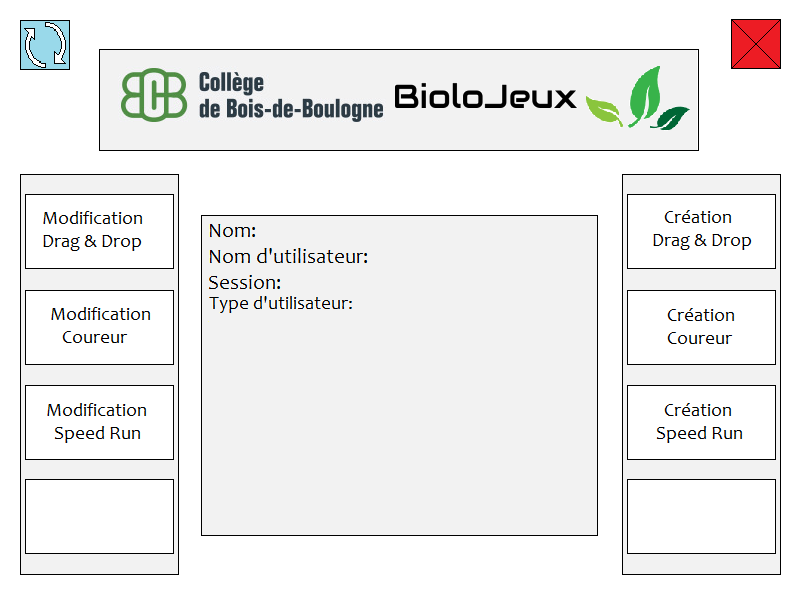 Collège
de Bois-de-Boulogne
BioloJeux
Modification
Drag & Drop
Modification
Coureur
Modification
Speed Run
Nom:
Nom d'utilisateur:
Session:
Type d'utilisateur:
Création
Drag & Drop
Création
Coureur
Création
Speed Run